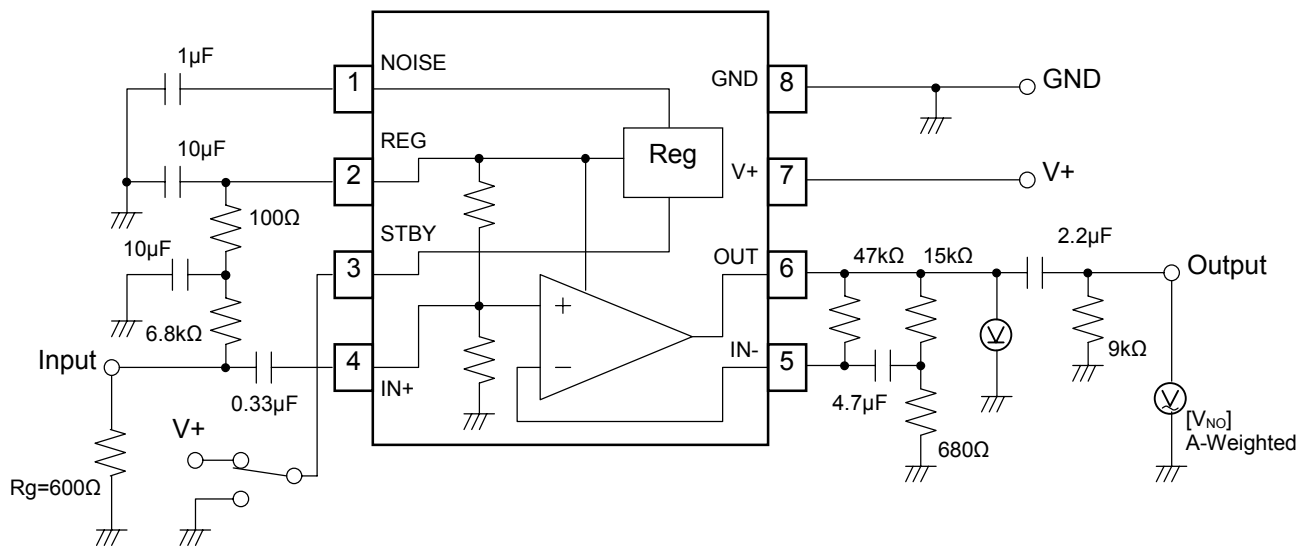 1µF
1
NOISE
GND
8
GND
10µF
REG
2
Reg
V+
7
V+
100Ω
STBY
10µF
3
OUT
6
47kΩ
15kΩ
2.2µF
Output
6.8kΩ
+
−
Input
4
IN+
IN-
5
9kΩ
0.33µF
4.7µF
V
V
[VNO]
A-Weighted
V+
680Ω
Rg=600Ω